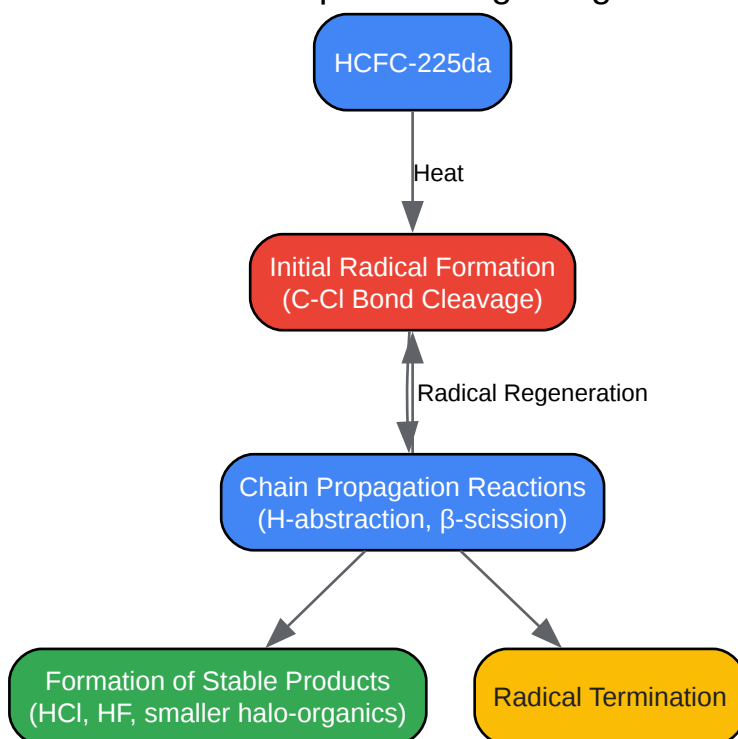 HCFC-225da
Heat
Initial Radical Formation
(C-Cl Bond Cleavage)
Radical Regeneration
Chain Propagation Reactions
(H-abstraction, β-scission)
Formation of Stable Products
(HCl, HF, smaller halo-organics)
Radical Termination